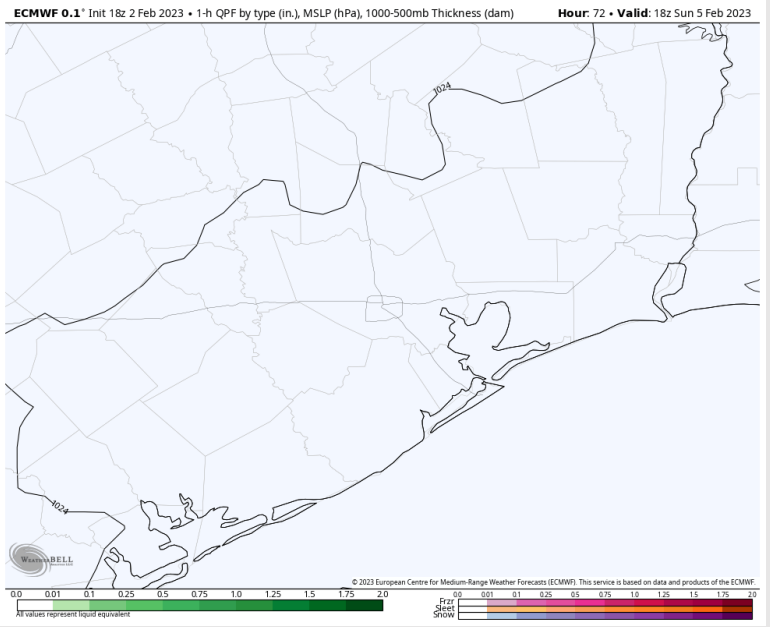 ECMWF 0.1° Init 18z 2 Feb 2023 • 1-h QPF by type (in.), MSLP (hPa), 1000-500mb Thickness (dam) Hour: 72 • Valid: 18z Sun 5 Feb 2023
1024
1024
WEATHERBELL
© 2023 European Centre for Medium-Range Weather Forecasts (ECMWF). This service is based on data and products of the ECMWF.
0.0 0.01 0.1 0.25 0.5 0.75 1.0 1.25 1.5 1.75 2.0
0.0 0.01 0.1 0.25 0.5 0.75 1.0 1.25 1.5 1.75 2.0
Frzr
Sleet
Snow
All values represent liquid equivalent